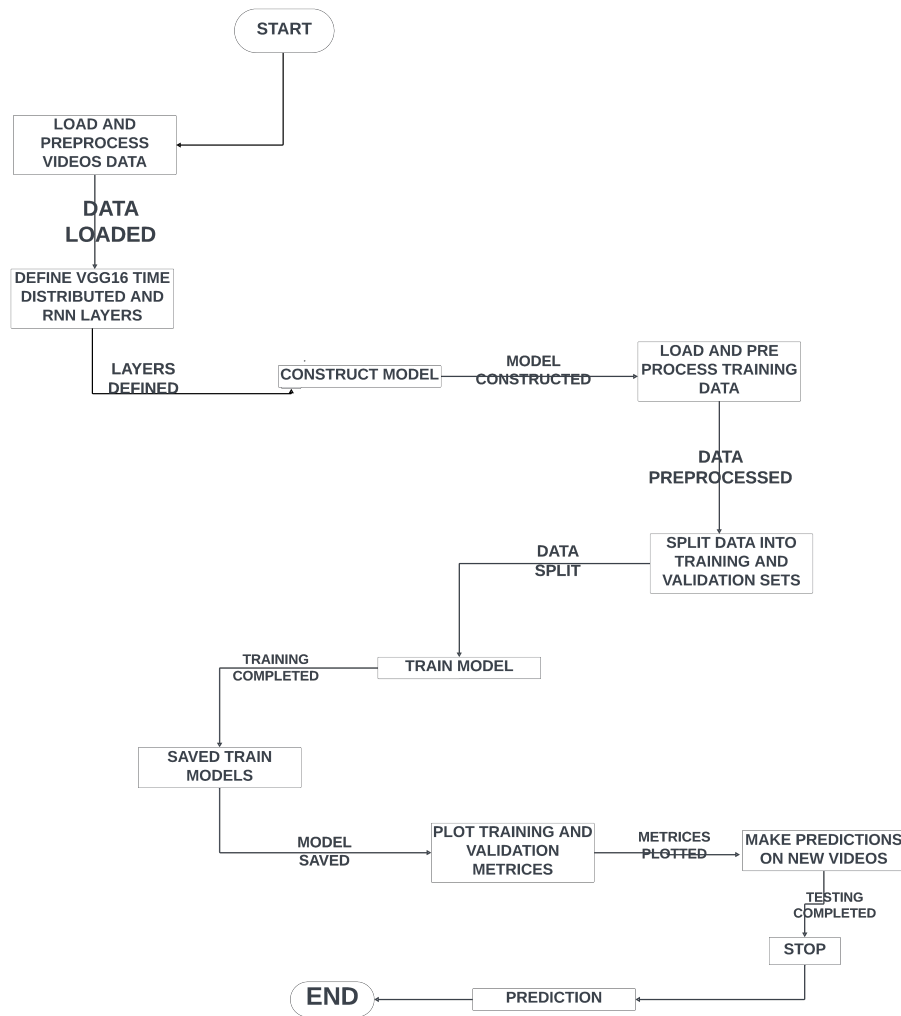 START
LOAD AND
PREPROCESS
VIDEOS DATA
DATA
LOADED
DEFINE VGG16 TIME
DISTRIBUTED AND
RNN LAYERS
LAYERS
DEFINED
CONSTRUCT MODEL
MODEL
CONSTRUCTED
LOAD AND PRE
PROCESS TRAINING
DATA
DATA
PREPROCESSED
SPLIT DATA INTO
TRAINING AND
VALIDATION SETS
DATA
SPLIT
TRAIN MODEL
TRAINING
COMPLETED
SAVED TRAIN
MODELS
MODEL
SAVED
PLOT TRAINING AND
VALIDATION
METRICES
METRICES
PLOTTED
MAKE PREDICTIONS
ON NEW VIDEOS
TESTING
COMPLETED
STOP
PREDICTION
END